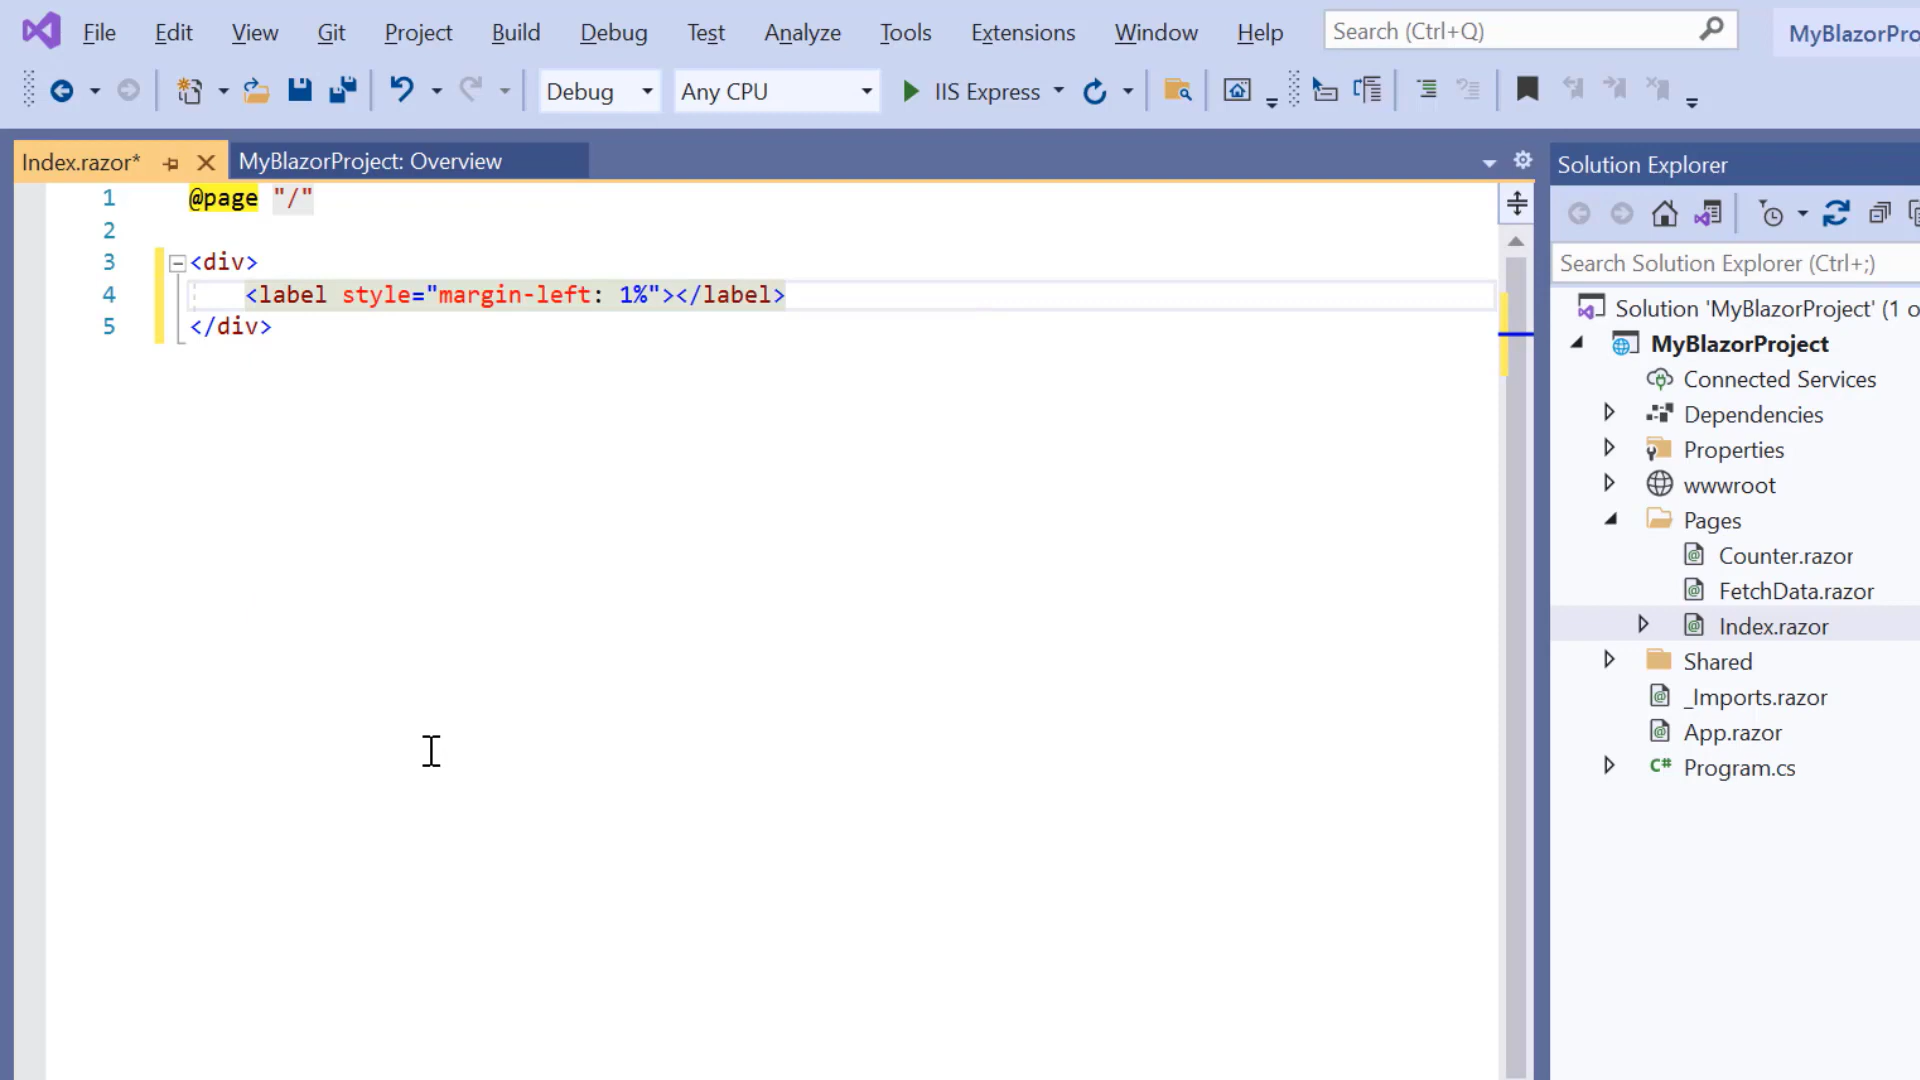 File Edit View Git Project Build Debug Test Analyze Tools Extensions Window Help Search (Ctrl+Q) MyBlazorPro
Debug Any CPU IIS Express
Index.razor* MyBlazorProject: Overview
1 @page "/"
2
3 <div>
4 <label style="margin-left: 1%"></label>
5 </div>
Solution Explorer
Search Solution Explorer (Ctrl+;)
Solution 'MyBlazorProject' (1 o
MyBlazorProject
Connected Services
Dependencies
Properties
wwwroot
Pages
Counter.razor
FetchData.razor
Index.razor
Shared
_Imports.razor
App.razor
C# Program.cs